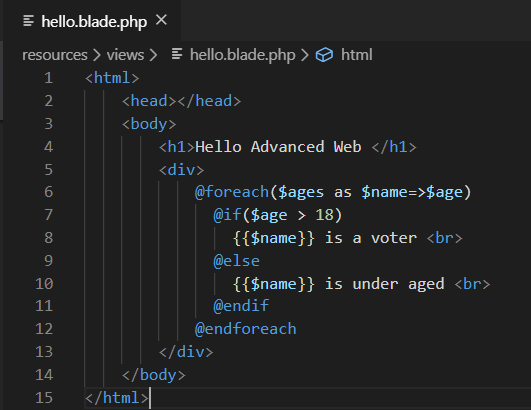 hello.blade.php ×
resources > views > hello.blade.php > html
1 <html>
2 <head></head>
3 <body>
4 <h1>Hello Advanced Web </h1>
5 <div>
6 @foreach($ages as $name=>$age)
7 @if($age > 18)
8 {{$name}} is a voter <br>
9 @else
10 {{$name}} is under aged <br>
11 @endif
12 @endforeach
13 </div>
14 </body>
15 </html>